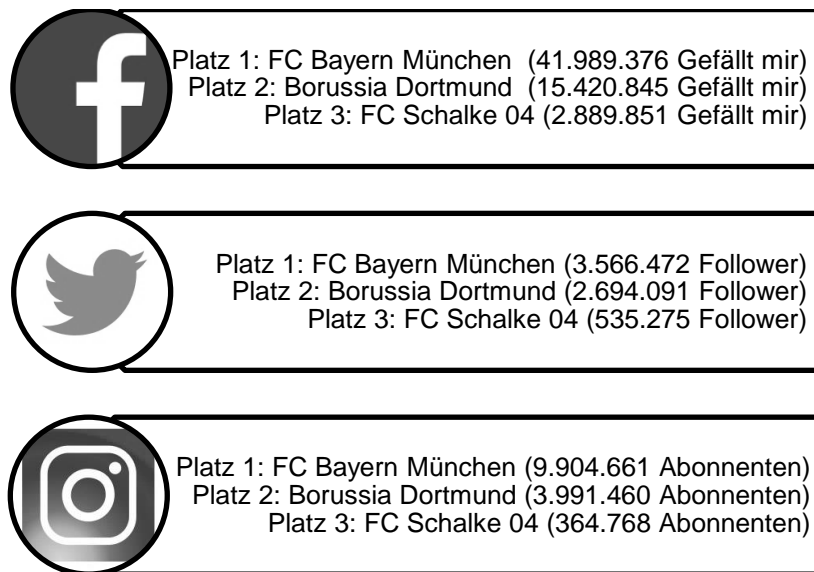 Platz 1: FC Bayern München (41.989.376 Gefällt mir)
Platz 2: Borussia Dortmund (15.420.845 Gefällt mir)
Platz 3: FC Schalke 04 (2.889.851 Gefällt mir)
Platz 1: FC Bayern München (3.566.472 Follower)
Platz 2: Borussia Dortmund (2.694.091 Follower)
Platz 3: FC Schalke 04 (535.275 Follower)
Platz 1: FC Bayern München (9.904.661 Abonnenten)
Platz 2: Borussia Dortmund (3.991.460 Abonnenten)
Platz 3: FC Schalke 04 (364.768 Abonnenten)